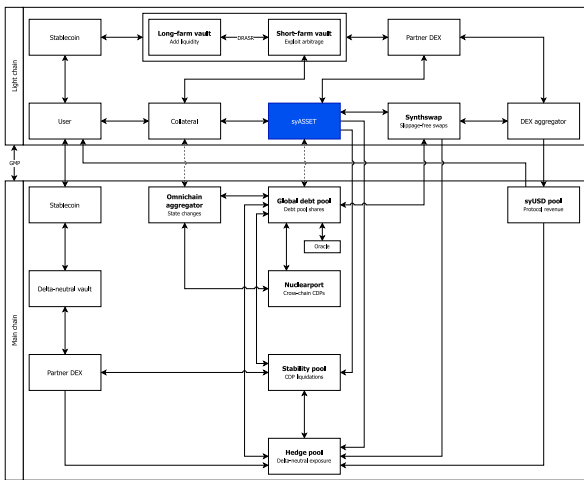 Light chain
Stablecoin
Long-farm vault
Add liquidity
DRASK
Short-farm vault
Exploit arbitrage
Partner DEX
User
Collateral
syASSET
Synthswap
Slippage-free swaps
DEX aggregator
GMP
Main chain
Stablecoin
Omnichain
aggregator
State changes
Global debt pool
Debt pool shares
syUSD pool
Protocol revenue
Oracle
Delta-neutral vault
Nuclearport
Cross-chain CDPs
Partner DEX
Stability pool
CDP liquidations
Hedge pool
Delta-neutral exposure